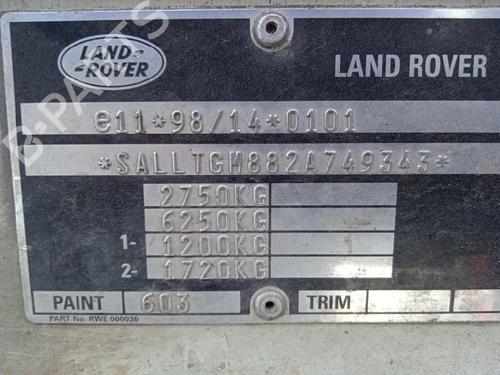 LAND-
-ROVER
LAND ROVER
e11*98/14*0101
*SALLTGM882A749343*
2750KG
6250KG
1- 1200KG
2- 1720KG
PAINT 603 TRIM
PART No. RWE 000030
B-PARTS